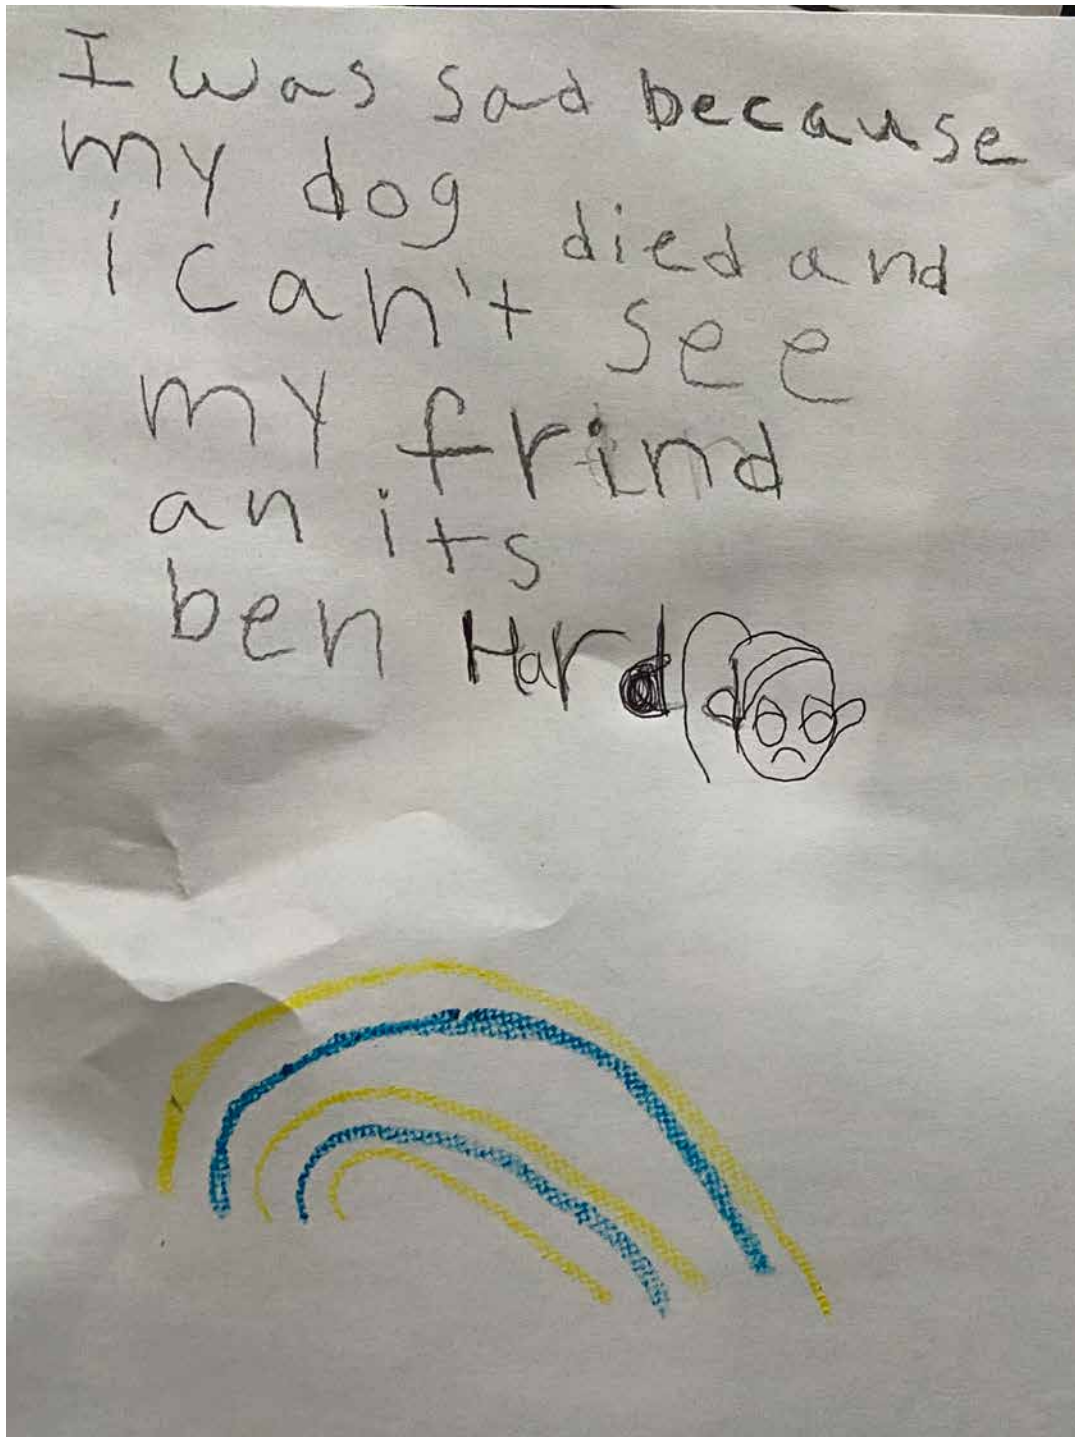 I was sad because
my dog died and
i can't see
my frind
an its
ben Hard